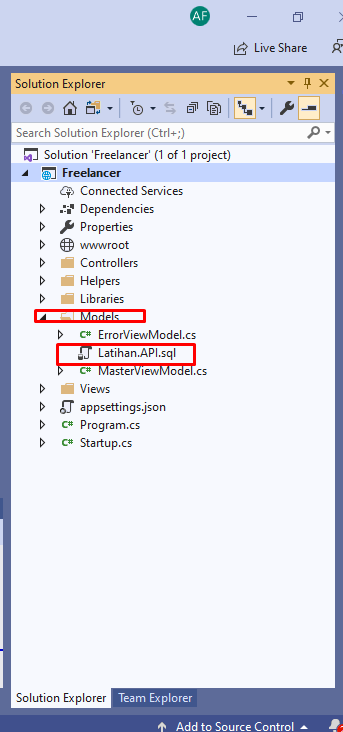 AF
Live Share
Solution Explorer
Search Solution Explorer (Ctrl+;)
Solution 'Freelancer' (1 of 1 project)
Freelancer
Connected Services
Dependencies
Properties
wwwroot
Controllers
Helpers
Libraries
Models
C# ErrorViewModel.cs
Latihan.API.sql
C# MasterViewModel.cs
Views
appsettings.json
C# Program.cs
C# Startup.cs
Solution Explorer Team Explorer
Add to Source Control